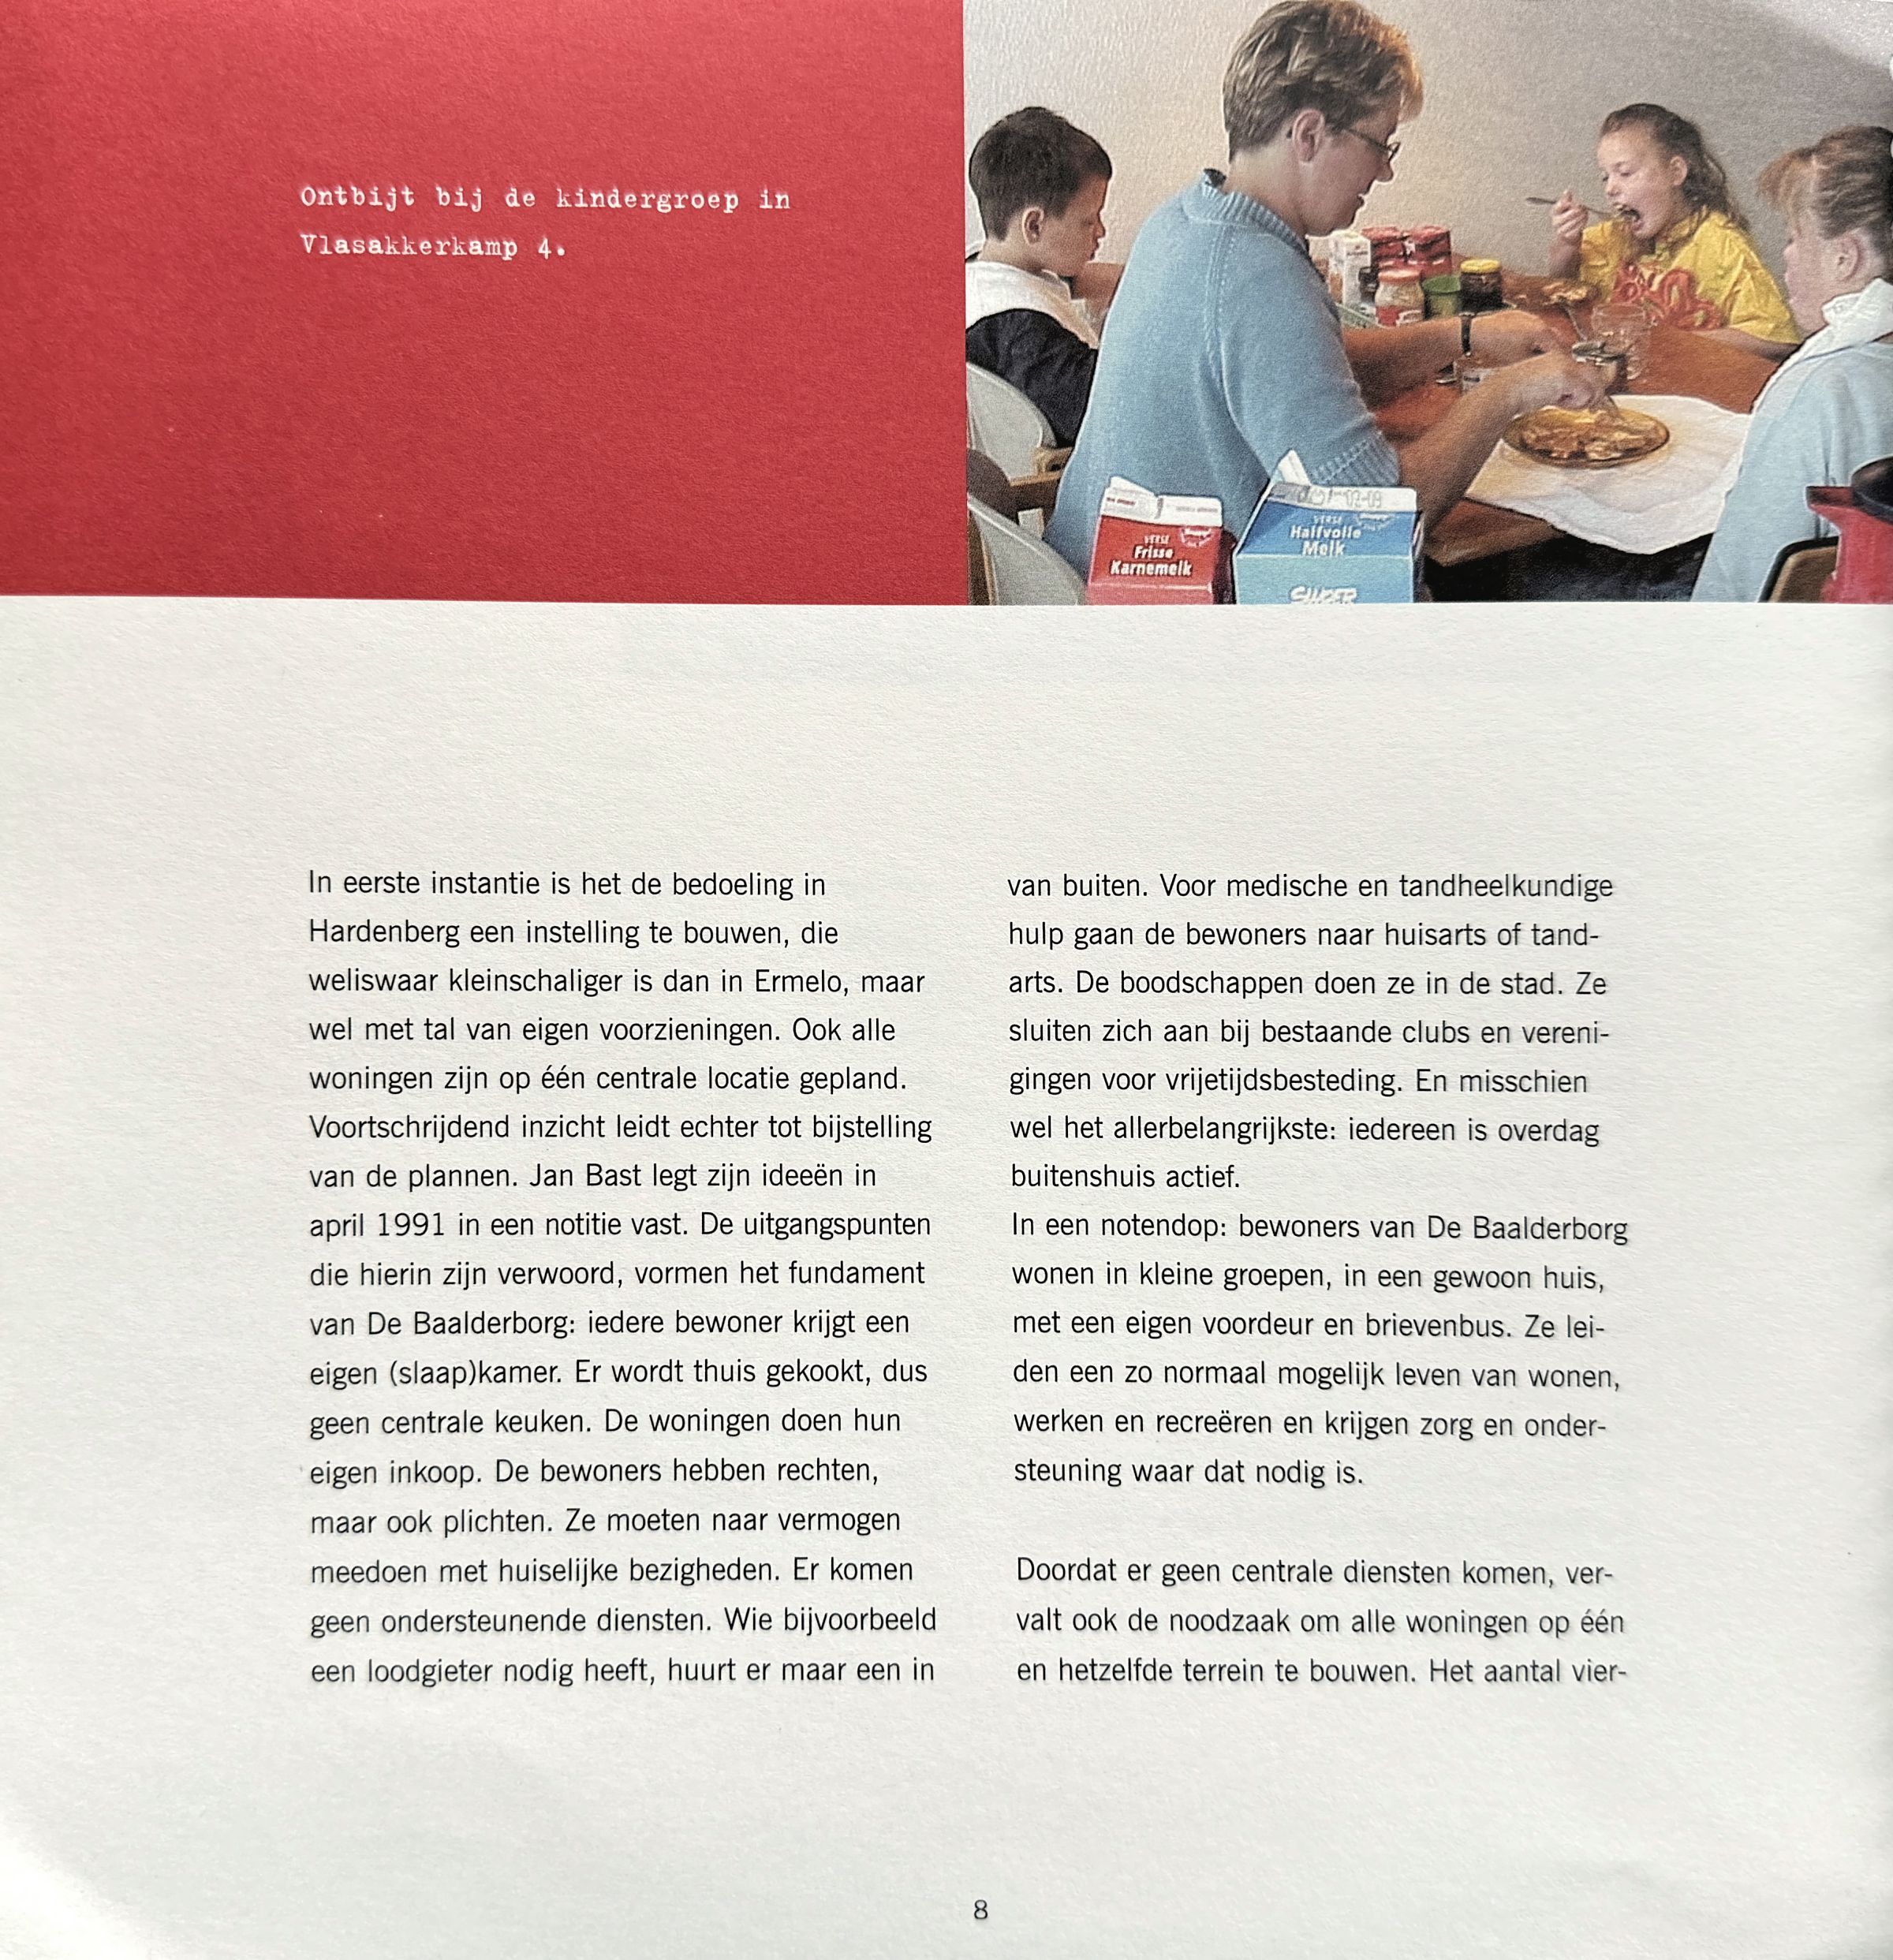 Ontbijt bij de kindergroep in
Vlasakkerkamp 4.
03-09
VERSE
Frisse
Karnemelk
VERSE
Halfvolle
Melk
SUPER
In eerste instantie is het de bedoeling in
Hardenberg een instelling te bouwen, die
weliswaar kleinschaliger is dan in Ermelo, maar
wel met tal van eigen voorzieningen. Ook alle
woningen zijn op één centrale locatie gepland.
Voortschrijdend inzicht leidt echter tot bijstelling
van de plannen. Jan Bast legt zijn ideeën in
april 1991 in een notitie vast. De uitgangspunten
die hierin zijn verwoord, vormen het fundament
van De Baalderborg: iedere bewoner krijgt een
eigen (slaap)kamer. Er wordt thuis gekookt, dus
geen centrale keuken. De woningen doen hun
eigen inkoop. De bewoners hebben rechten,
maar ook plichten. Ze moeten naar vermogen
meedoen met huiselijke bezigheden. Er komen
geen ondersteunende diensten. Wie bijvoorbeeld
een loodgieter nodig heeft, huurt er maar een in
van buiten. Voor medische en tandheelkundige
hulp gaan de bewoners naar huisarts of tand-
arts. De boodschappen doen ze in de stad. Ze
sluiten zich aan bij bestaande clubs en vereni-
gingen voor vrijetijdsbesteding. En misschien
wel het allerbelangrijkste: iedereen is overdag
buitenshuis actief.
In een notendop: bewoners van De Baalderborg
wonen in kleine groepen, in een gewoon huis,
met een eigen voordeur en brievenbus. Ze lei-
den een zo normaal mogelijk leven van wonen,
werken en recreëren en krijgen zorg en onder-
steuning waar dat nodig is.
Doordat er geen centrale diensten komen, ver-
valt ook de noodzaak om alle woningen op één
en hetzelfde terrein te bouwen. Het aantal vier-
8